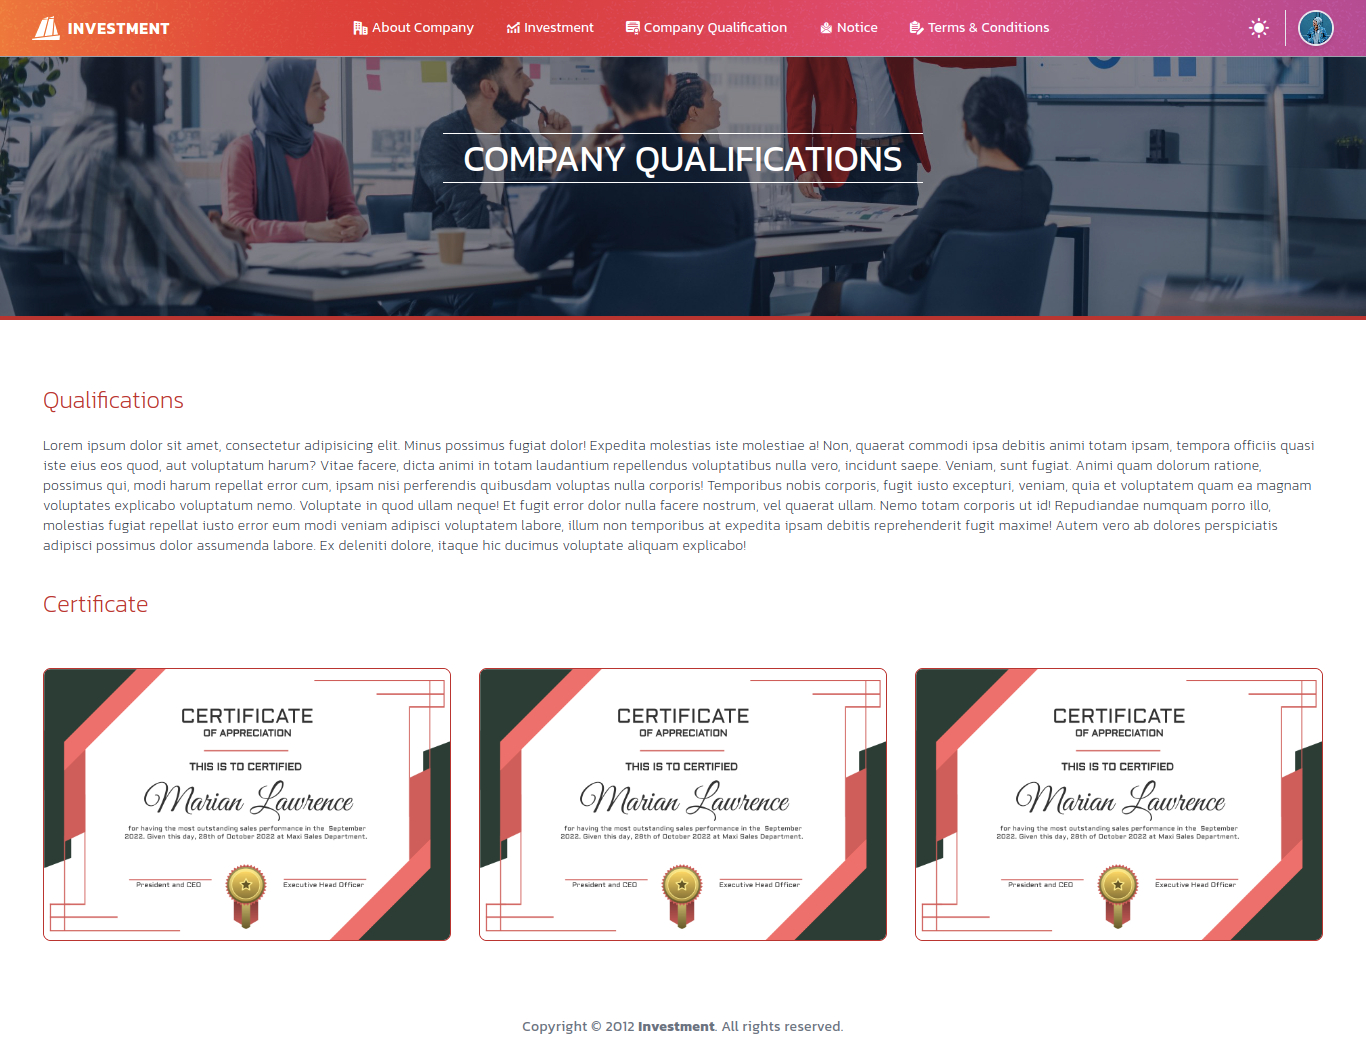 INVESTMENT
About Company
Investment
Company Qualification
Notice
Terms & Conditions
COMPANY QUALIFICATIONS
Qualifications
Lorem ipsum dolor sit amet, consectetur adipisicing elit. Minus possimus fugiat dolor! Expedita molestias iste molestiae a! Non, quaerat commodi ipsa debitis animi totam ipsam, tempora officiis quasi
iste eius eos quod, aut voluptatum harum? Vitae facere, dicta animi in totam laudantium repellendus voluptatibus nulla vero, incidunt saepe. Veniam, sunt fugiat. Animi quam dolorum ratione,
possimus qui, modi harum repellat error cum, ipsam nisi perferendis quibusdam voluptas nulla corporis! Temporibus nobis corporis, fugit iusto excepturi, veniam, quia et voluptatem quam ea magnam
voluptates explicabo voluptatum nemo. Voluptate in quod ullam neque! Et fugit error dolor nulla facere nostrum, vel quaerat ullam. Nemo totam corporis ut id! Repudiandae numquam porro illo,
molestias fugiat repellat iusto error eum modi veniam adipisci voluptatem labore, illum non temporibus at expedita ipsam debitis reprehenderit fugit maxime! Autem vero ab dolores perspiciatis
adipisci possimus dolor assumenda labore. Ex deleniti dolore, itaque hic ducimus voluptate aliquam explicabo!
Certificate
CERTIFICATE
OF APPRECIATION
THIS IS TO CERTIFIED
Marian Lawrence
for having the most outstanding sales performance in the September
2022. Given this day, 28th of October 2022 at Maxi Sales Department.
President and CEO
Executive Head Officer
CERTIFICATE
OF APPRECIATION
THIS IS TO CERTIFIED
Marian Lawrence
for having the most outstanding sales performance in the September
2022. Given this day, 28th of October 2022 at Maxi Sales Department.
President and CEO
Executive Head Officer
CERTIFICATE
OF APPRECIATION
THIS IS TO CERTIFIED
Marian Lawrence
for having the most outstanding sales performance in the September
2022. Given this day, 28th of October 2022 at Maxi Sales Department.
President and CEO
Executive Head Officer
Copyright © 2012 Investment. All rights reserved.